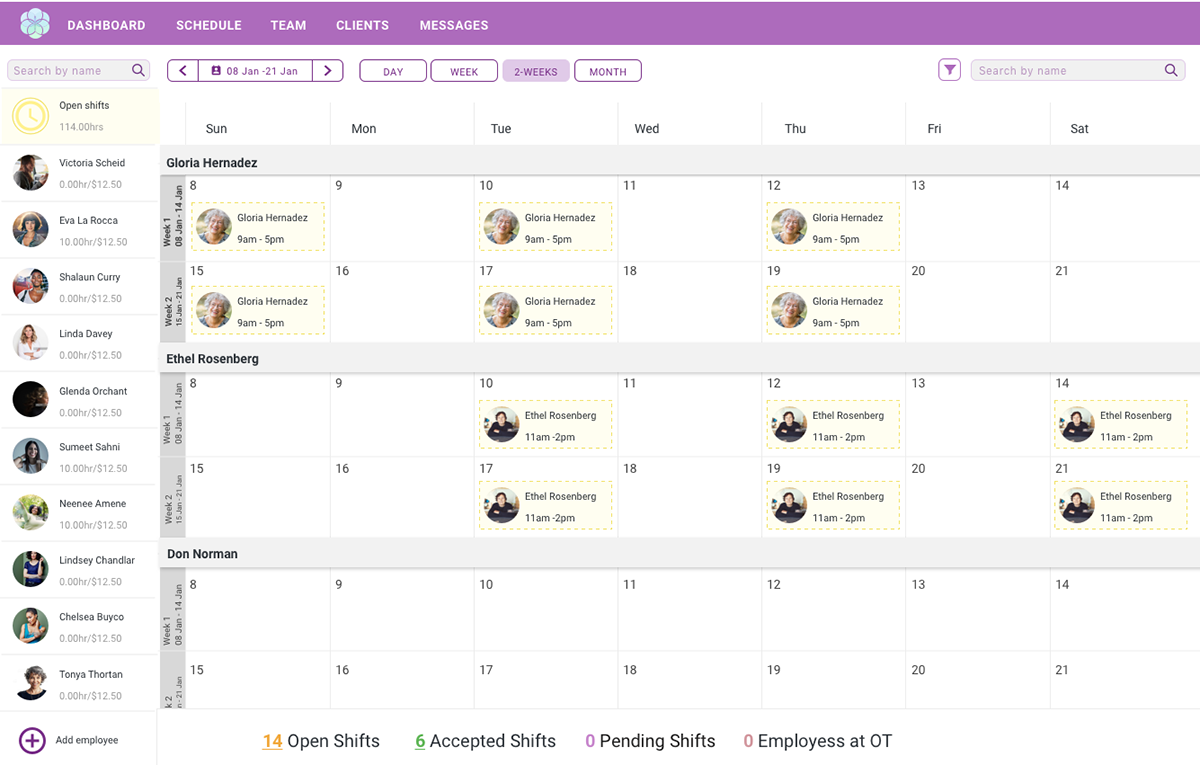 DASHBOARD SCHEDULE TEAM CLIENTS MESSAGES
Search by name
08 Jan -21 Jan
DAY WEEK 2-WEEKS MONTH
Search by name
Open shifts
114.00hrs
Victoria Scheid
0.00hr/$12.50
Eva La Rocca
10.00hr/$12.50
Shalaun Curry
0.00hr/$12.50
Linda Davey
0.00hr/$12.50
Glenda Orchant
0.00hr/$12.50
Sumeet Sahni
10.00hr/$12.50
Neenee Amene
10.00hr/$12.50
Lindsey Chandlar
0.00hr/$12.50
Chelsea Buyco
0.00hr/$12.50
Tonya Thortan
0.00hr/$12.50
Add employee
Sun Mon Tue Wed Thu Fri Sat
Gloria Hernadez
Week 1
08 Jan - 14 Jan
8 9 10 11 12 13 14
Gloria Hernadez Gloria Hernadez Gloria Hernadez
9am - 5pm 9am - 5pm 9am - 5pm
Week 2
15 Jan -21 Jan
15 16 17 18 19 20 21
Gloria Hernadez Gloria Hernadez Gloria Hernadez
9am - 5pm 9am - 5pm 9am - 5pm
Ethel Rosenberg
Week 1
08 Jan - 14 Jan
8 9 10 11 12 13 14
Ethel Rosenberg Ethel Rosenberg Ethel Rosenberg
11am -2pm 11am - 2pm 11am - 2pm
Week 2
15 Jan -21 Jan
15 16 17 18 19 20 21
Ethel Rosenberg Ethel Rosenberg Ethel Rosenberg
11am -2pm 11am - 2pm 11am - 2pm
Don Norman
Week 1
08 Jan - 14 Jan
8 9 10 11 12 13 14
k 2
n - 21 Jan
15 16 17 18 19 20 21
14 Open Shifts 6 Accepted Shifts 0 Pending Shifts 0 Employess at OT